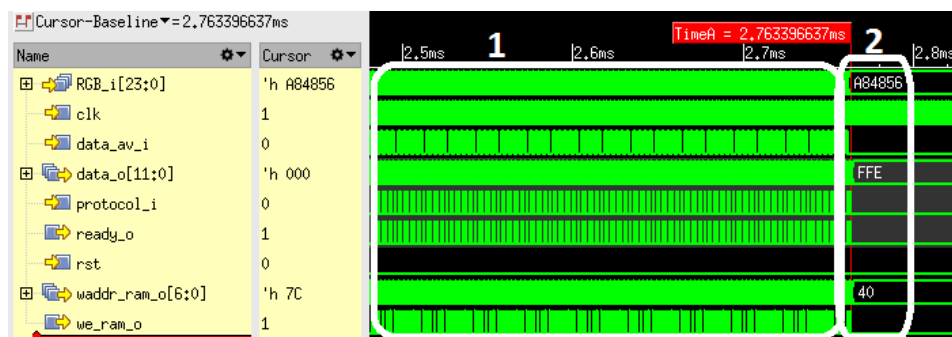 Cursor-Baseline▾=2,763396637ms
TimeA = 2,763396637ms
Name Cursor 2,5ms 1 2,6ms 2,7ms 2 2,8ms
RGB_i[23:0] 'h A84856 A84856
clk 1
data_av_i 0
data_o[11:0] 'h 000 FFE
protocol_i 0
ready_o 1
rst 0
waddr_ram_o[6:0] 'h 7C 40
we_ram_o 1